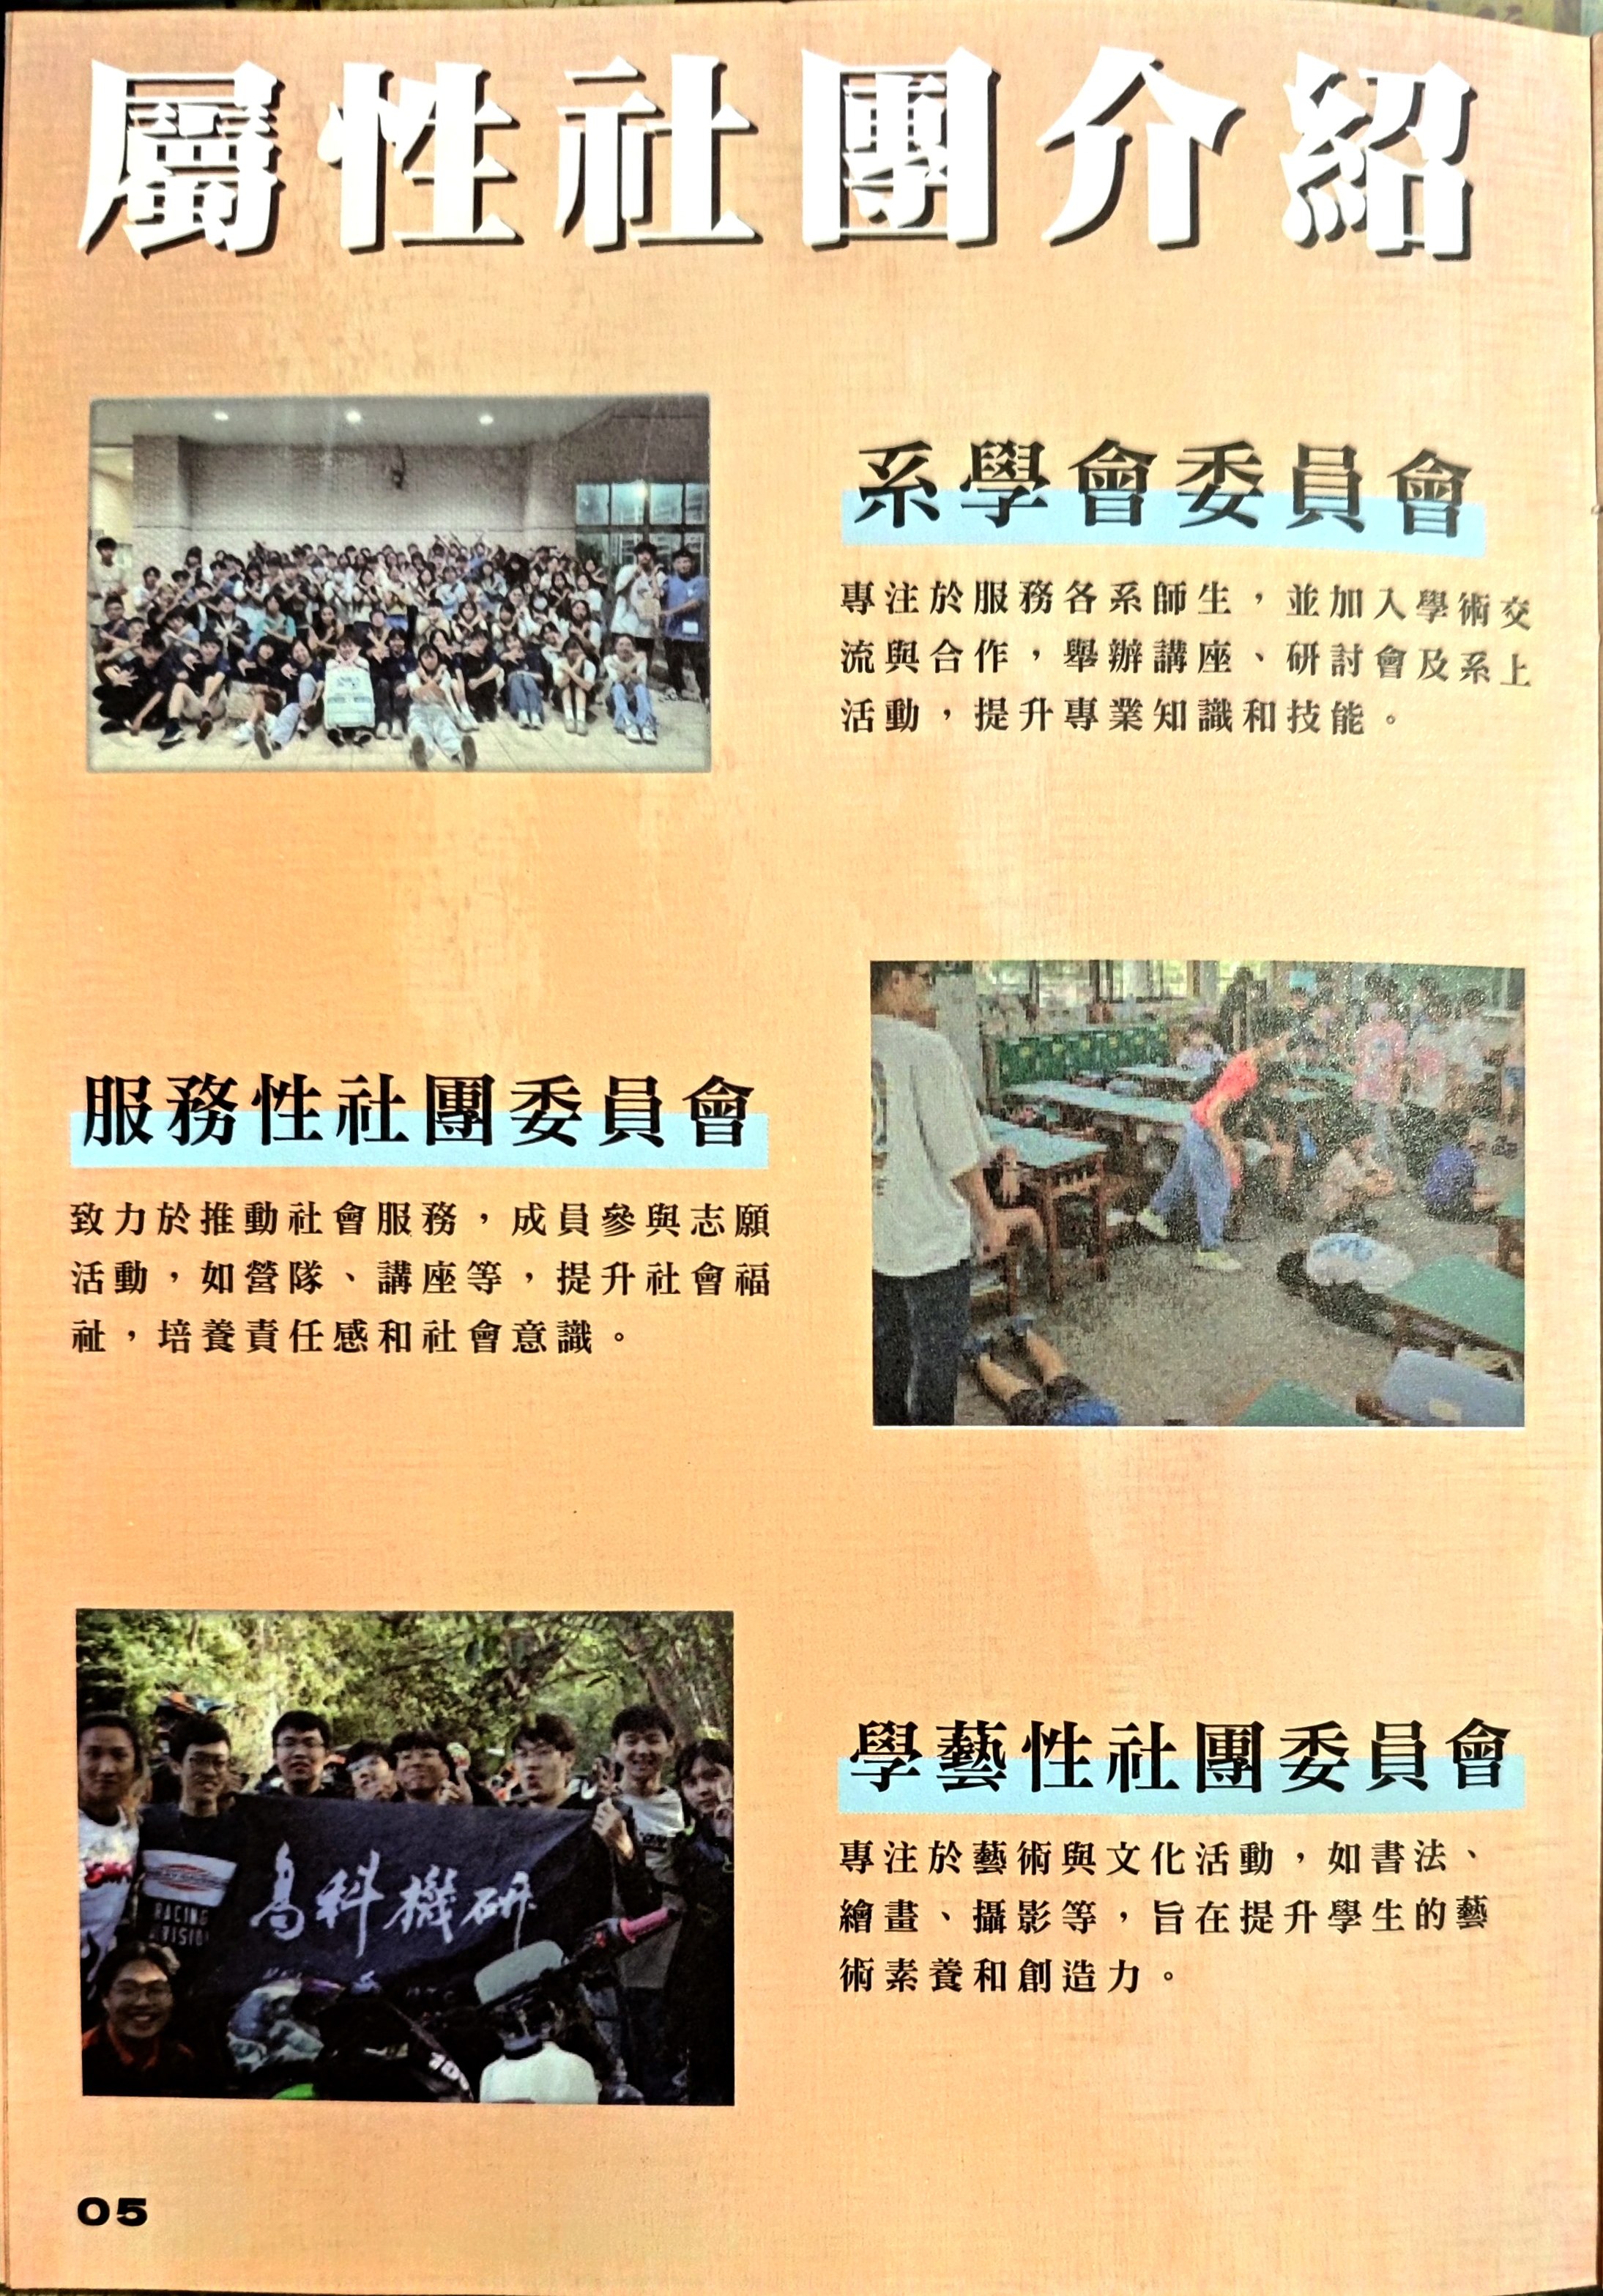 屬性社團介紹
系學會委員會
專注於服務各系師生，並加入學術交
流與合作，舉辦講座、研討會及系上
活動，提升專業知識和技能。
服務性社團委員會
致力於推動社會服務，成員參與志願
活動，如營隊、講座等，提升社會福
祉，培養責任感和社會意識。
高科機研
RACING
學藝性社團委員會
專注於藝術與文化活動，如書法、
繪畫、攝影等，旨在提升學生的藝
術素養和創造力。
05